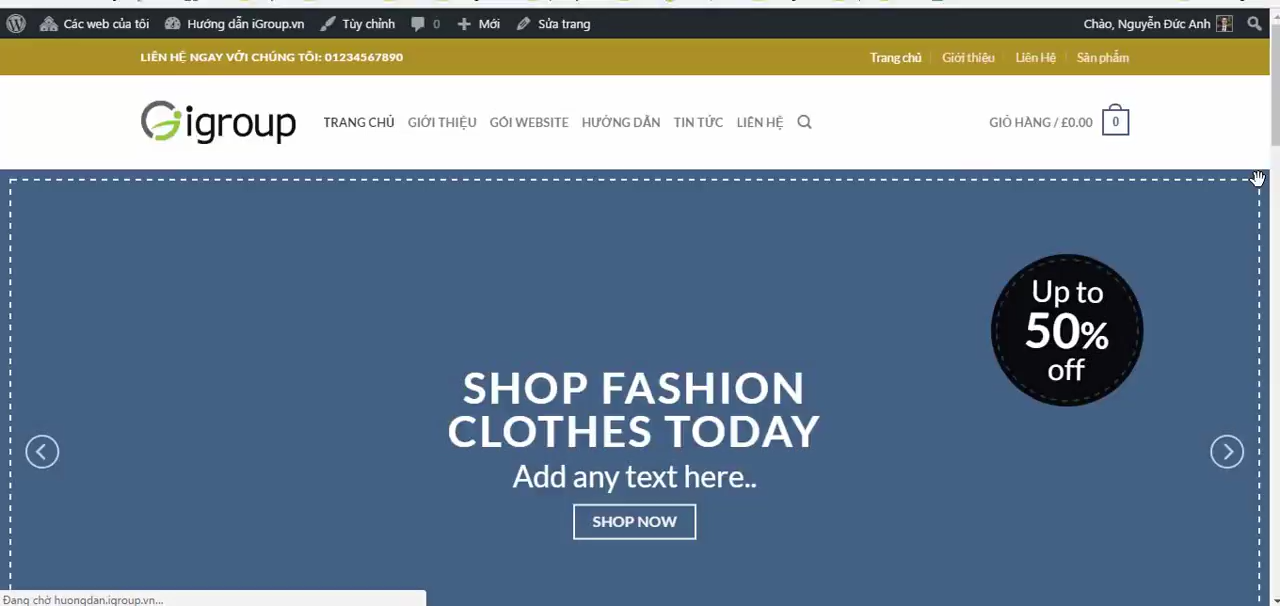 Các web của tôi Hướng dẫn iGroup.vn Tùy chỉnh 0 Mới Sửa trang Chào, Nguyễn Đức Anh
LIÊN HỆ NGAY VỚI CHÚNG TÔI: 01234567890 Trang chủ Giới thiệu Liên Hệ Sản phẩm
igroup TRANG CHỦ GIỚI THIỆU GÓI WEBSITE HƯỚNG DẪN TIN TỨC LIÊN HỆ GIỎ HÀNG / £0.00 0
Up to
50%
off
SHOP FASHION
CLOTHES TODAY
Add any text here..
SHOP NOW
Đang chờ huongdan.igroup.vn...